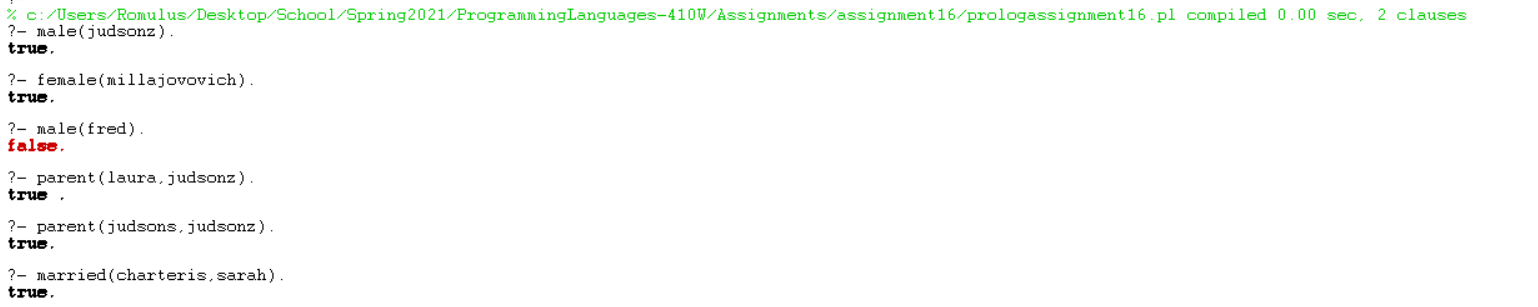 % c:/Users/Romulus/Desktop/School/Spring2021/ProgrammingLanguages-410W/Assignments/assignment16/prologassignment16.pl compiled 0.00 sec, 2 clauses
?- male(judsonz).
true.
?- female(millajovovich).
true.
?- male(fred).
false.
?- parent(laura,judsonz).
true .
?- parent(judsons,judsonz).
true.
?- married(charteris,sarah).
true.